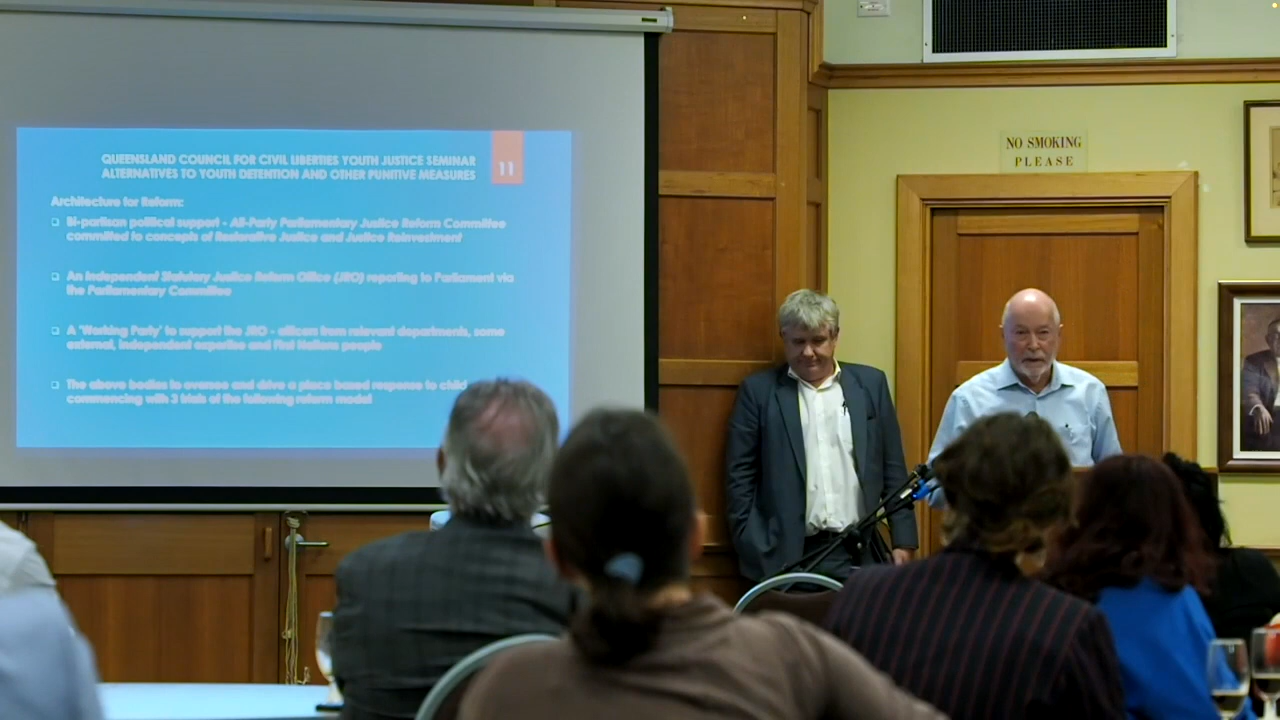 QUEENSLAND COUNCIL FOR CIVIL LIBERTIES YOUTH JUSTICE SEMINAR
ALTERNATIVES TO YOUTH DETENTION AND OTHER PUNITIVE MEASURES
11
Architecture for Reform:
Bi-partisan political support - All-Party Parliamentary Justice Reform Committee
committed to concepts of Restorative Justice and Justice Reinvestment
An Independent Statutory Justice Reform Office (JRO) reporting to Parliament via
the Parliamentary Committee
A 'Working Party' to support the JRO - officers from relevant departments, some
external, independent expertise and First Nations people
The above bodies to oversee and drive a place based response to child
commencing with 3 trials of the following reform model
NO SMOKING
PLEASE